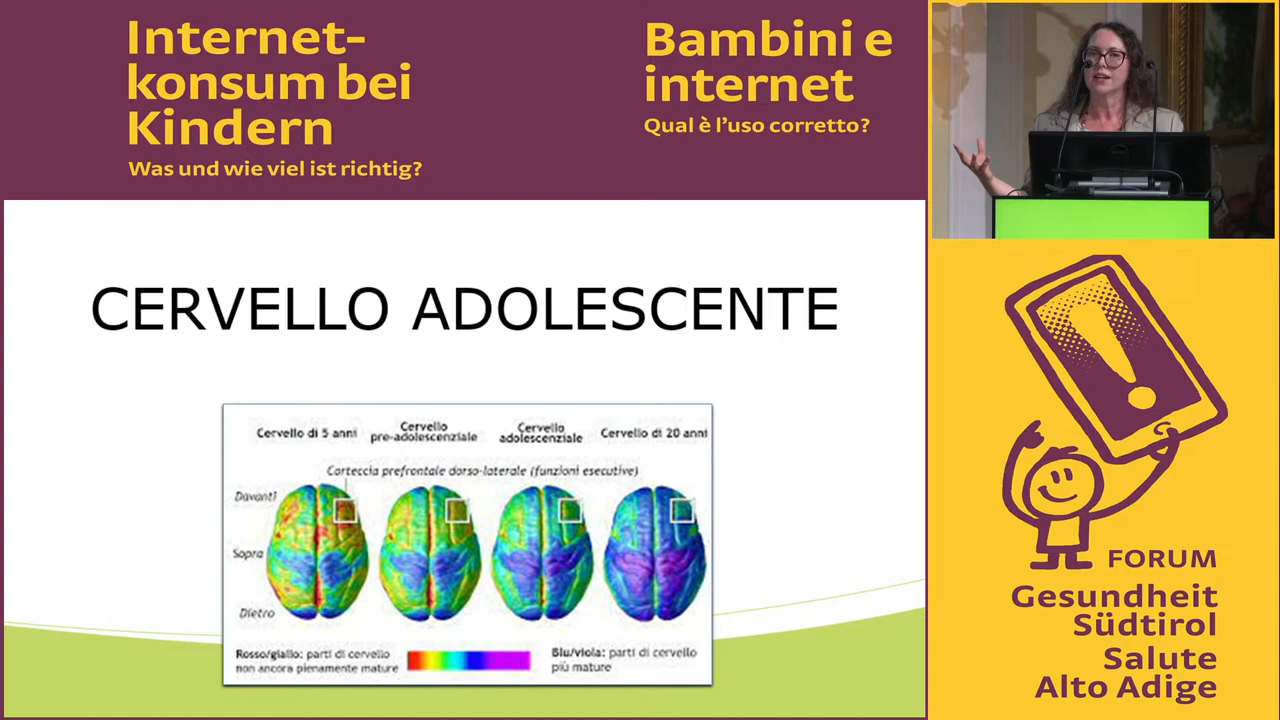 Internet-
konsum bei
Kindern
Was und wie viel ist richtig?
Bambini e
internet
Qual è l'uso corretto?
CERVELLO ADOLESCENTE
Cervello di 5 anni
Cervello
pre-adolescenziale
Cervello
adolescenziale
Cervello di 20 anni
Corteccia prefrontale dorso-laterale (funzioni esecutive)
Davanti
Sopra
Dietro
Rosso/giallo: parti di cervello
non ancora pienamente mature
Blu/viola: parti di cervello
più mature
FORUM
Gesundheit
Südtirol
Salute
Alto Adige